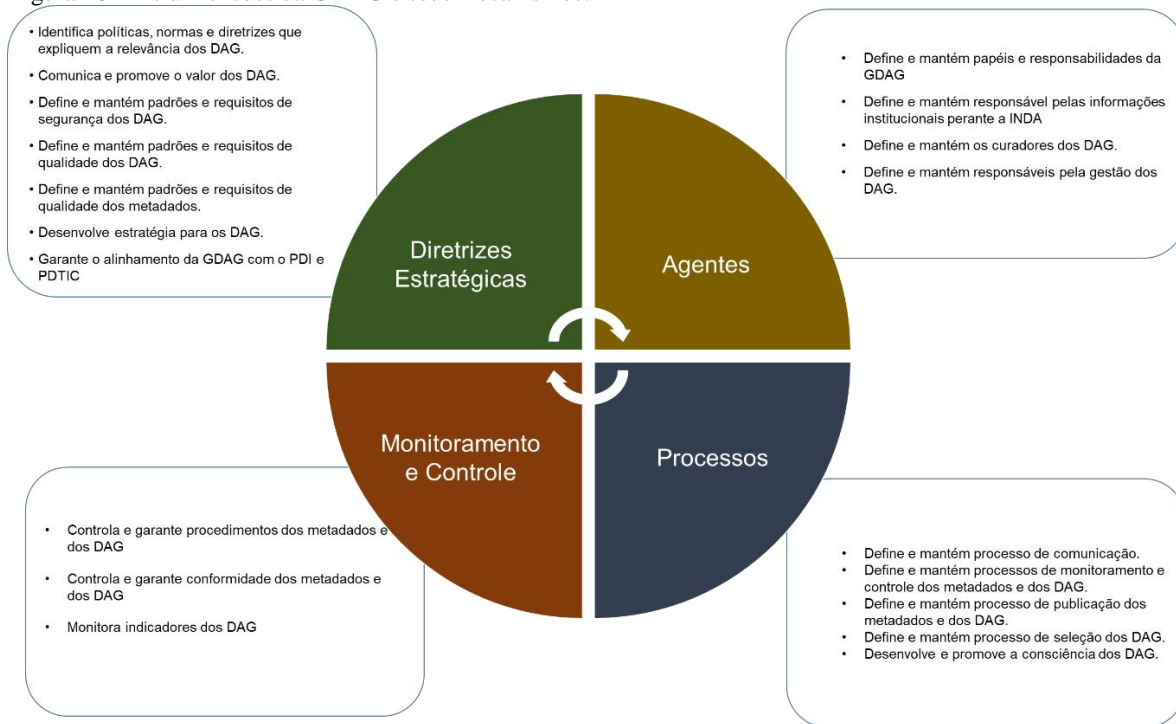 • Identifica políticas, normas e diretrizes que
expliquem a relevância dos DAG.
• Comunica e promove o valor dos DAG.
• Define e mantém padrões e requisitos de
segurança dos DAG.
• Define e mantém padrões e requisitos de
qualidade dos DAG.
• Define e mantém padrões e requisitos de
qualidade dos metadados.
• Desenvolve estratégia para os DAG.
• Garante o alinhamento da GDAG com o PDI e
PDTIC
• Define e mantém papéis e responsabilidades da
GDAG
• Define e mantém responsável pelas informações
institucionais perante a INDA
• Define e mantém os curadores dos DAG.
• Define e mantém responsáveis pela gestão dos
DAG.
Diretrizes
Estratégicas
Agentes
Monitoramento
e Controle
Processos
• Controla e garante procedimentos dos metadados e
dos DAG
• Controla e garante conformidade dos metadados e
dos DAG
• Monitora indicadores dos DAG
• Define e mantém processo de comunicação.
• Define e mantém processos de monitoramento e
controle dos metadados e dos DAG.
• Define e mantém processo de publicação dos
metadados e dos DAG.
• Define e mantém processo de seleção dos DAG.
• Desenvolve e promove a consciência dos DAG.